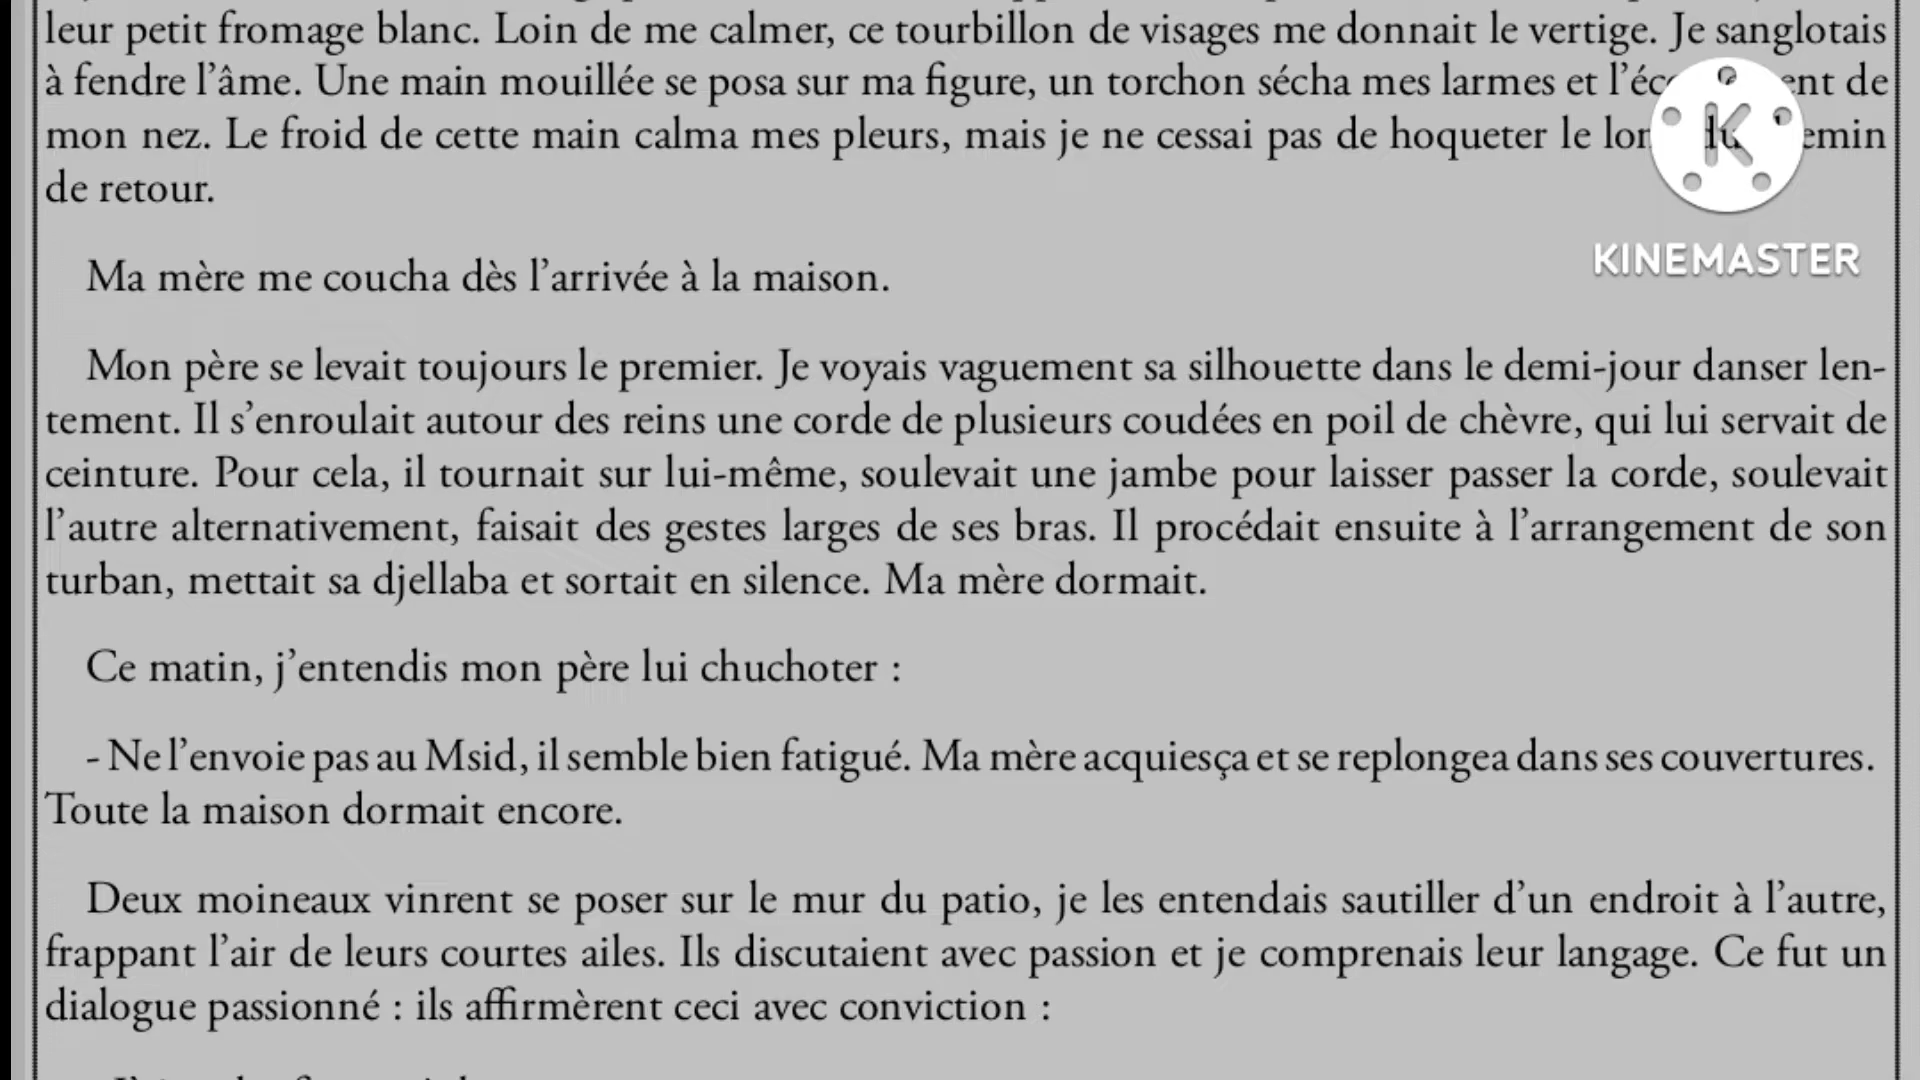 leur petit fromage blanc. Loin de me calmer, ce tourbillon de visages me donnait le vertige. Je sanglotais
à fendre l'âme. Une main mouillée se posa sur ma figure, un torchon sécha mes larmes et de
mon nez. Le froid de cette main calma mes pleurs, mais je ne cessai pas de hoqueter le
de retour.
KINEMASTER
Ma mère me coucha dès l'arrivée à la maison.
Mon père se levait toujours le premier. Je voyais vaguement sa silhouette dans le demi-jour danser len-
tement. Il s'enroulait autour des reins une corde de plusieurs coudées en poil de chèvre, qui lui servait de
ceinture. Pour cela, il tournait sur lui-même, soulevait une jambe pour laisser passer la corde, soulevait
l'autre alternativement, faisait des gestes larges de ses bras. Il procédait ensuite à l'arrangement de son
turban, mettait sa djellaba et sortait en silence. Ma mère dormait.
Ce matin, j'entendis mon père lui chuchoter :
- Ne l'envoie pas au Msid, il semble bien fatigué. Ma mère acquiesça et se replongea dans ses couvertures.
Toute la maison dormait encore.
Deux moineaux vinrent se poser sur le mur du patio, je les entendais sautiller d'un endroit à l'autre,
frappant l'air de leurs courtes ailes. Ils discutaient avec passion et je comprenais leur langage. Ce fut un
dialogue passionné : ils affirmèrent ceci avec conviction :